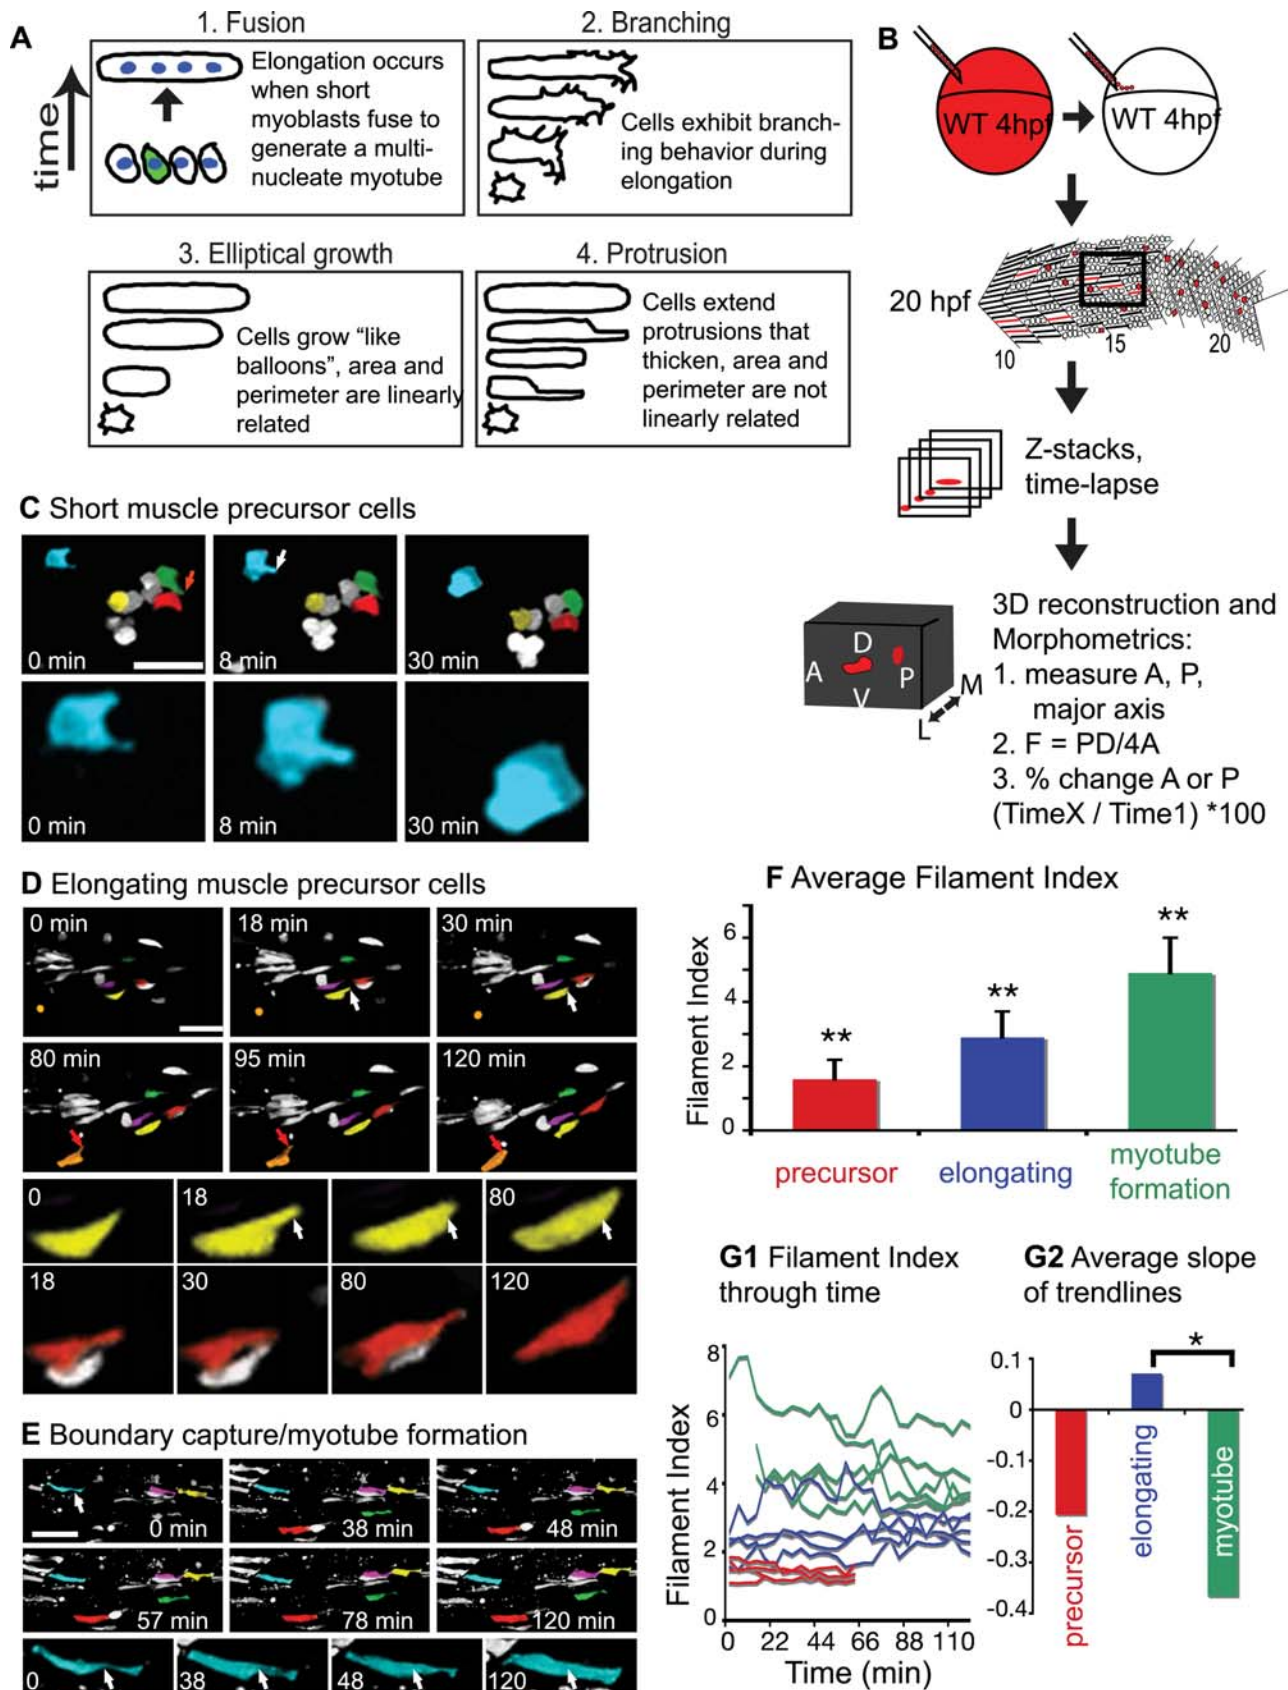 A
time
1. Fusion
Elongation occurs
when short
myoblasts fuse to
generate a multi-
nucleate myotube
2. Branching
Cells exhibit branch-
ing behavior during
elongation
3. Elliptical growth
Cells grow “like
balloons”, area and
perimeter are linearly
related
4. Protrusion
Cells extend
protrusions that
thicken, area and
perimeter are not
linearly related
B
WT 4hpf
WT 4hpf
20 hpf
10
15
20
Z-stacks,
time-lapse
D
A
P
V
M
L
3D reconstruction and
Morphometrics:
1. measure A, P,
major axis
2. F = PD/4A
3. % change A or P
(TimeX / Time1) *100
C Short muscle precursor cells
0 min
8 min
30 min
0 min
8 min
30 min
D Elongating muscle precursor cells
0 min
18 min
30 min
80 min
95 min
120 min
0
18
30
80
18
30
80
120
E Boundary capture/myotube formation
0 min
38 min
48 min
57 min
78 min
120 min
0
38
48
120
F Average Filament Index
Filament Index
6
4
2
0
**
**
**
precursor
elongating
myotube
formation
G1 Filament Index
through time
Filament Index
8
6
4
2
0
0
22
44
66
88
110
Time (min)
G2 Average slope
of trendlines
0.1
0
-0.1
-0.2
-0.3
-0.4
*
precursor
elongating
myotube